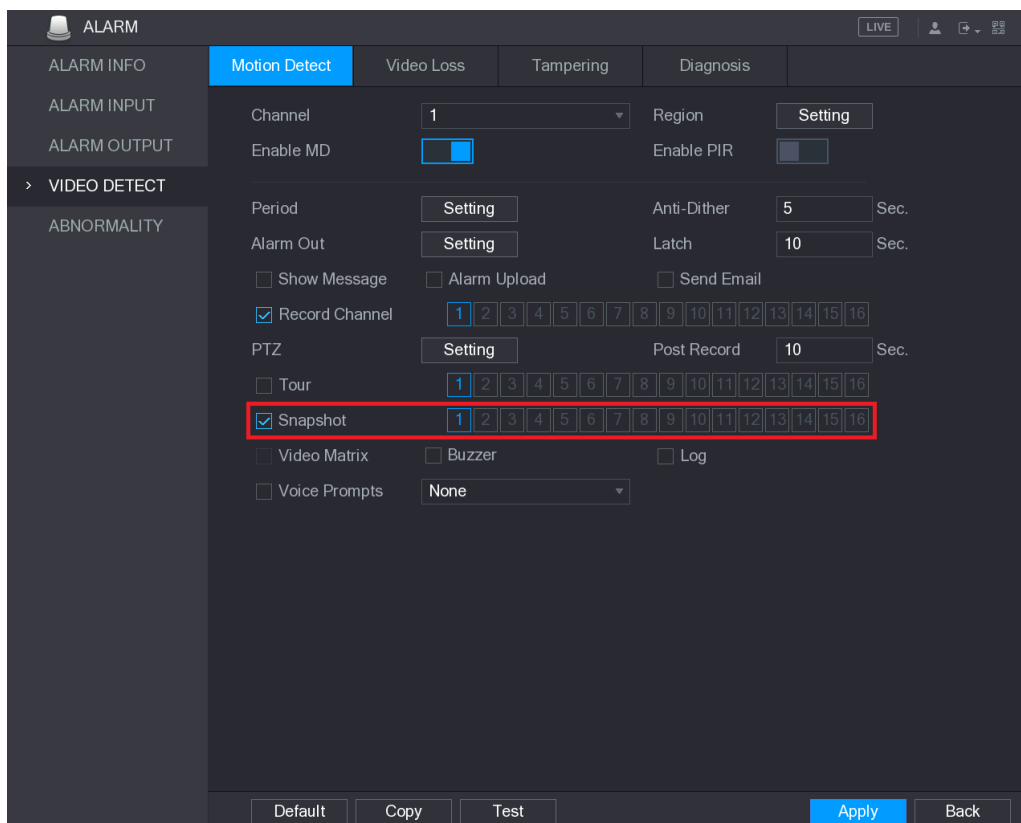 ALARM LIVE
ALARM INFO
ALARM INPUT
ALARM OUTPUT
> VIDEO DETECT
ABNORMALITY
Motion Detect Video Loss Tampering Diagnosis
Channel 1 Region Setting
Enable MD Enable PIR
Period Setting Anti-Dither 5 Sec.
Alarm Out Setting Latch 10 Sec.
Show Message Alarm Upload Send Email
Record Channel 1 2 3 4 5 6 7 8 9 10 11 12 13 14 15 16
PTZ Setting Post Record 10 Sec.
Tour 1 2 3 4 5 6 7 8 9 10 11 12 13 14 15 16
Snapshot 1 2 3 4 5 6 7 8 9 10 11 12 13 14 15 16
Video Matrix Buzzer Log
Voice Prompts None
Default Copy Test Apply Back